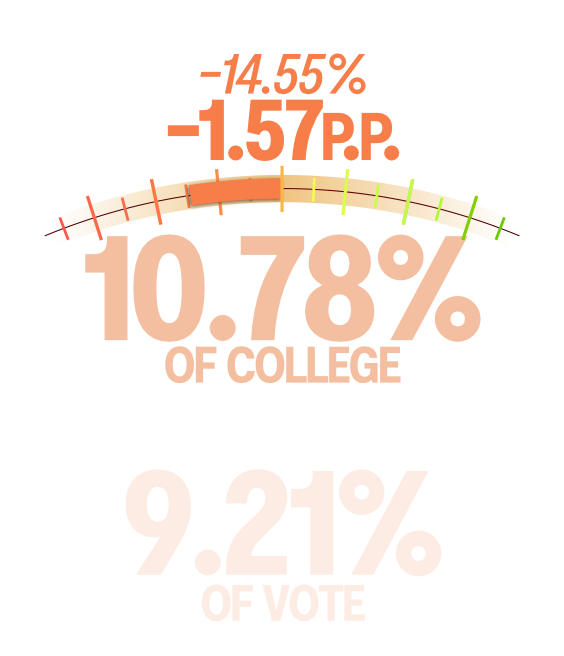 –14.55%
–1.57P.P.
10.78%
OF COLLEGE
9.21%
OF VOTE